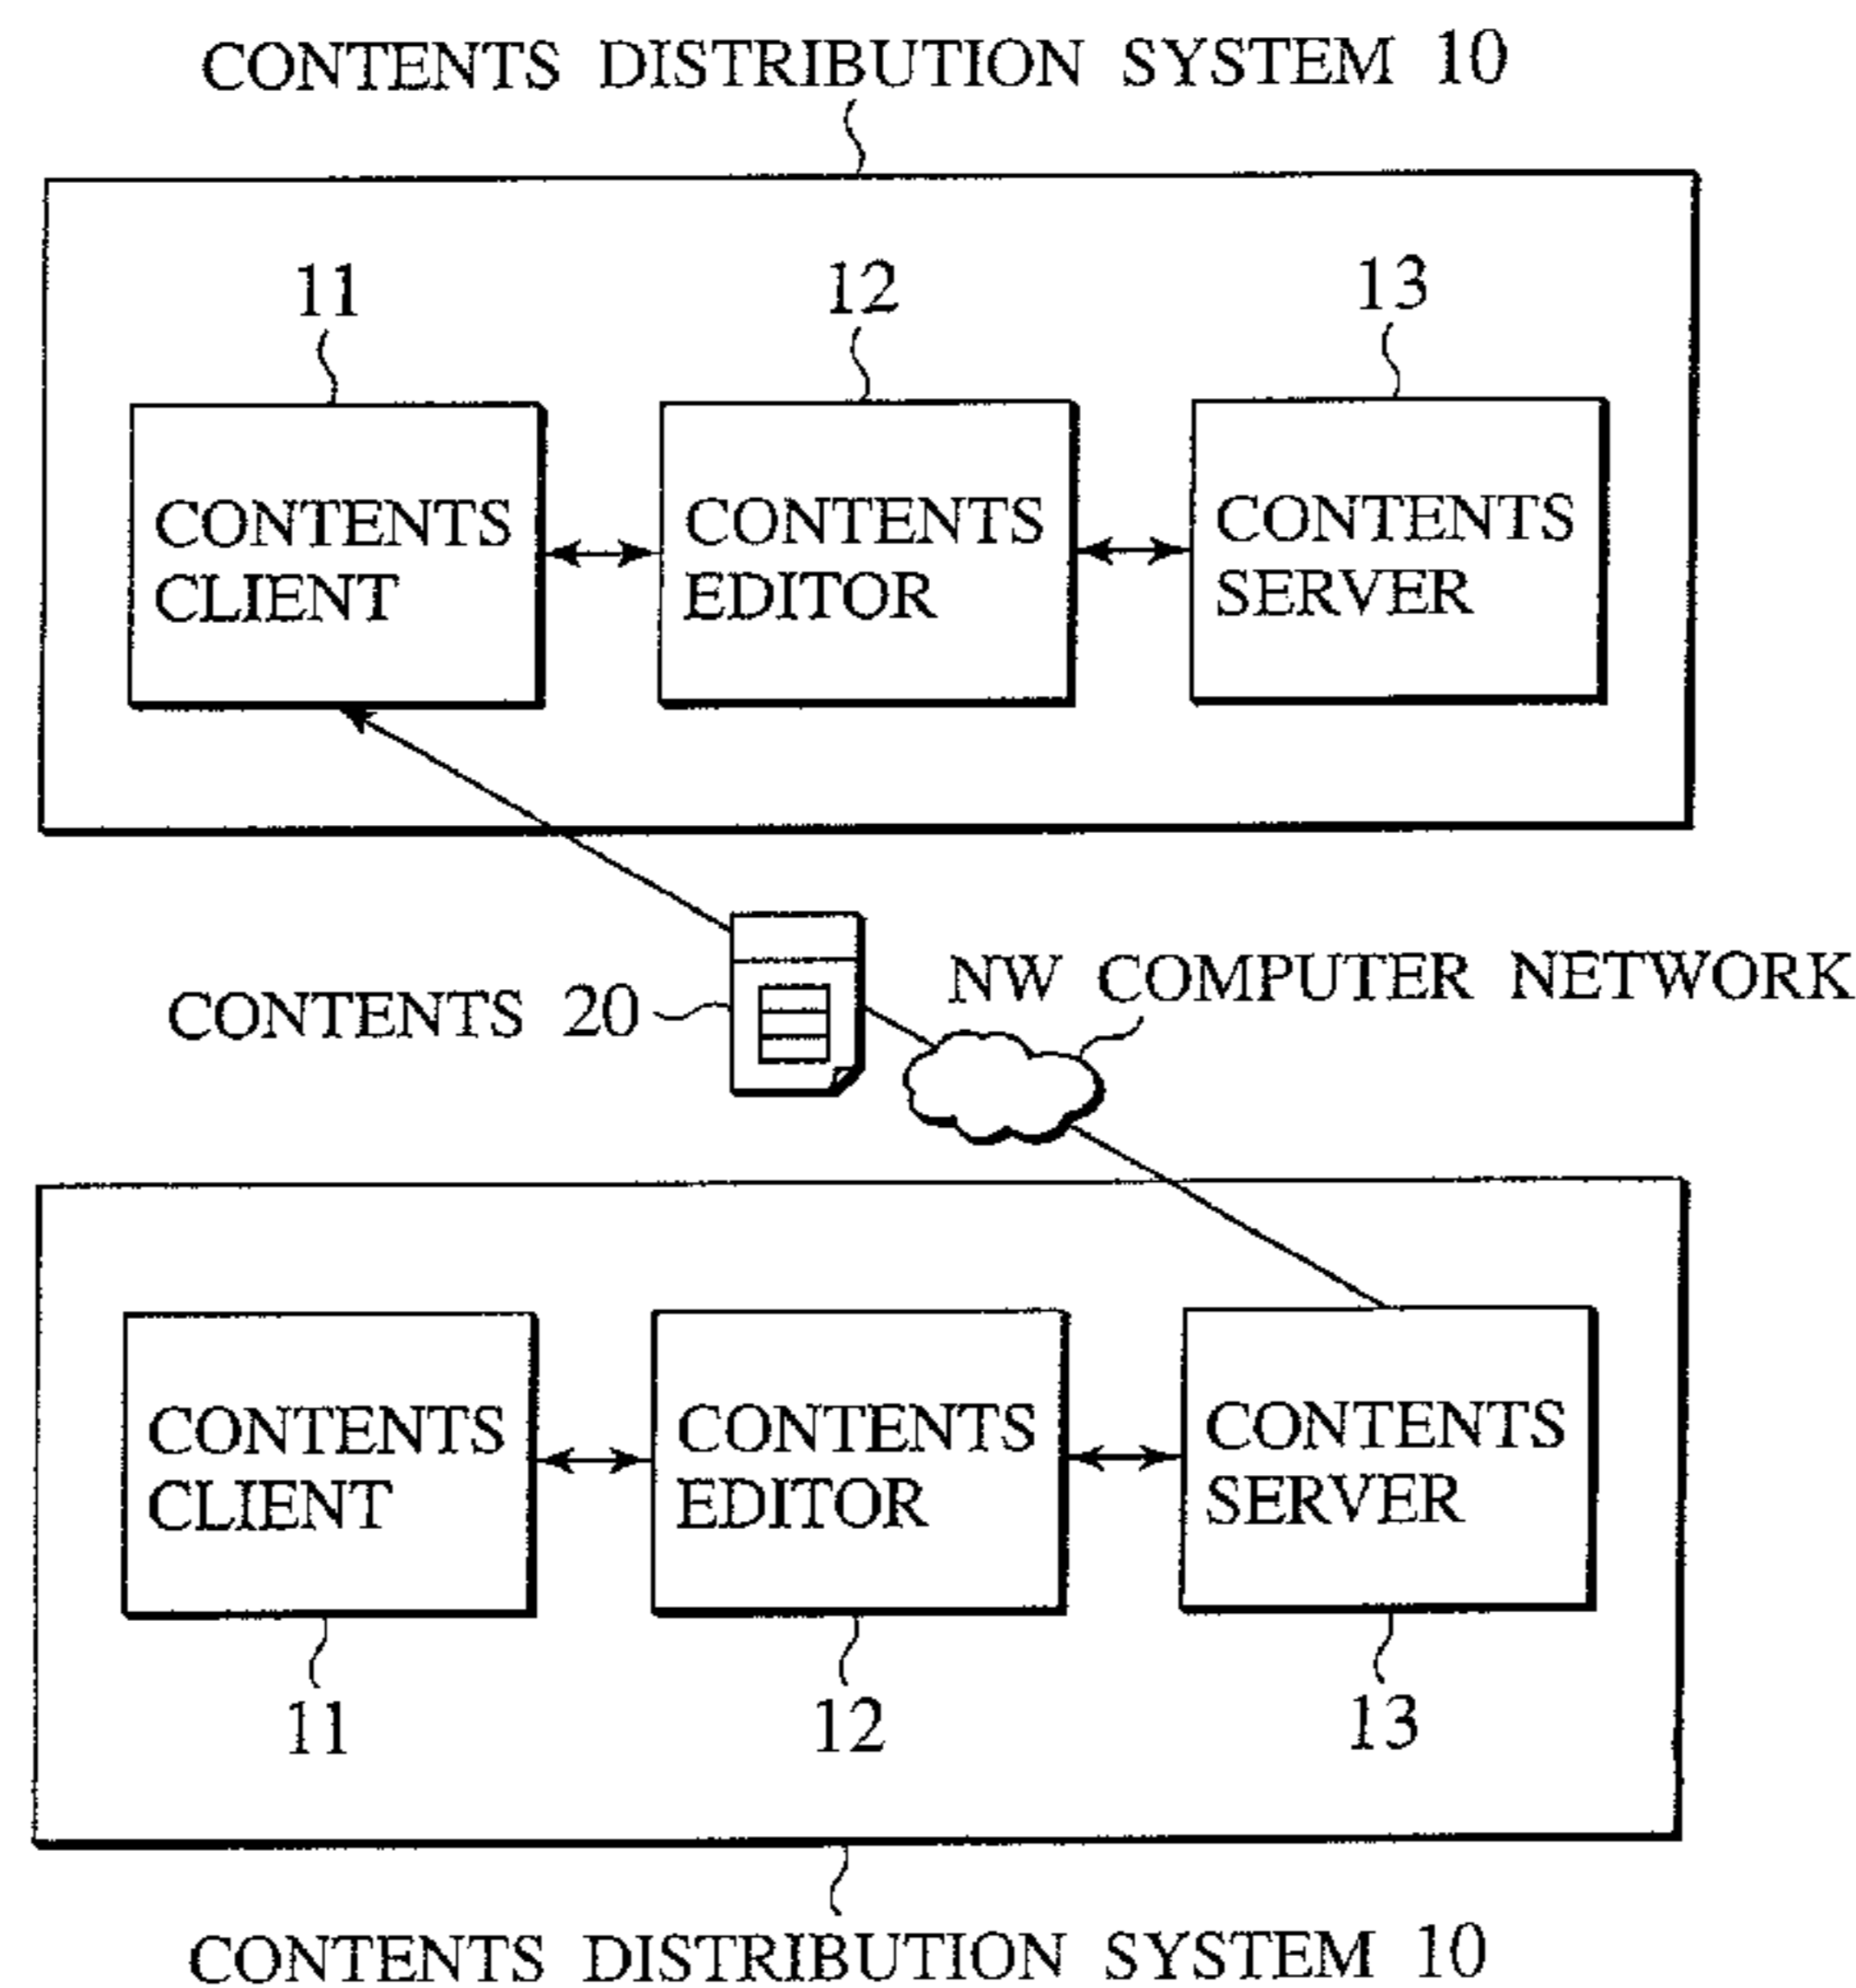 CONTENTS DISTRIBUTION SYSTEM 10
11
12
13
CONTENTS
CLIENT
CONTENTS
EDITOR
CONTENTS
SERVER
NW COMPUTER NETWORK
CONTENTS 20
CONTENTS
CLIENT
CONTENTS
EDITOR
CONTENTS
SERVER
11
12
13
CONTENTS DISTRIBUTION SYSTEM 10